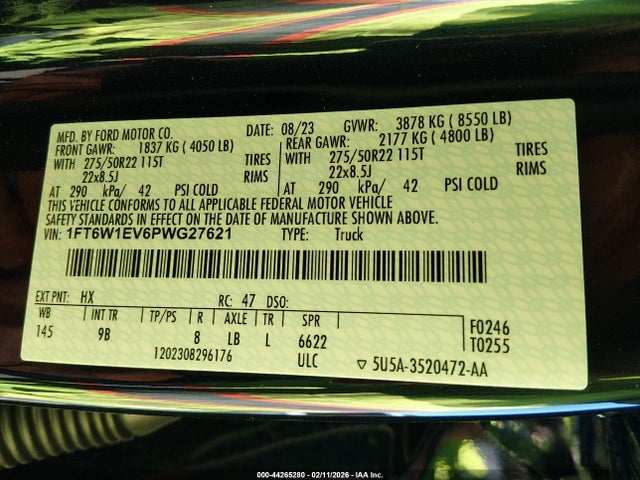 MFD. BY FORD MOTOR CO. DATE: 08/23 GVWR: 3878 KG ( 8550 LB)
FRONT GAWR: 1837 KG ( 4050 LB) REAR GAWR: 2177 KG ( 4800 LB)
WITH 275/50R22 115T TIRES WITH 275/50R22 115T TIRES
22x8.5J RIMS 22x8.5J RIMS
AT 290 kPa/ 42 PSI COLD AT 290 kPa/ 42 PSI COLD
THIS VEHICLE CONFORMS TO ALL APPLICABLE FEDERAL MOTOR VEHICLE
SAFETY STANDARDS IN EFFECT ON THE DATE OF MANUFACTURE SHOWN ABOVE.
VIN: 1FT6W1EV6PWG27621 TYPE: Truck
EXT PNT: HX RC: 47 DSO:
WB INT TR TP/PS R AXLE TR SPR F0246
145 9B 8 LB L 6622 T0255
1202308296176 ULC ▽ 5U5A-3520472-AA
000-44265280 - 02/11/2026 - IAA Inc.